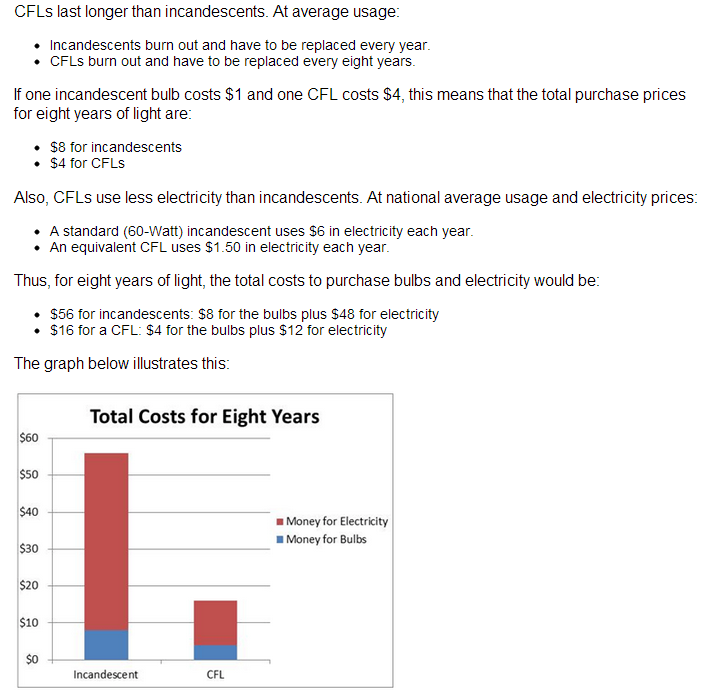 CFLs last longer than incandescents. At average usage:
• Incandescents burn out and have to be replaced every year.
• CFLs burn out and have to be replaced every eight years.
If one incandescent bulb costs $1 and one CFL costs $4, this means that the total purchase prices
for eight years of light are:
• $8 for incandescents
• $4 for CFLs
Also, CFLs use less electricity than incandescents. At national average usage and electricity prices:
• A standard (60-Watt) incandescent uses $6 in electricity each year.
• An equivalent CFL uses $1.50 in electricity each year.
Thus, for eight years of light, the total costs to purchase bulbs and electricity would be:
• $56 for incandescents: $8 for the bulbs plus $48 for electricity
• $16 for a CFL: $4 for the bulbs plus $12 for electricity
The graph below illustrates this:
Total Costs for Eight Years
$60
$50
$40
$30
$20
$10
$0
Money for Electricity
Money for Bulbs
Incandescent CFL